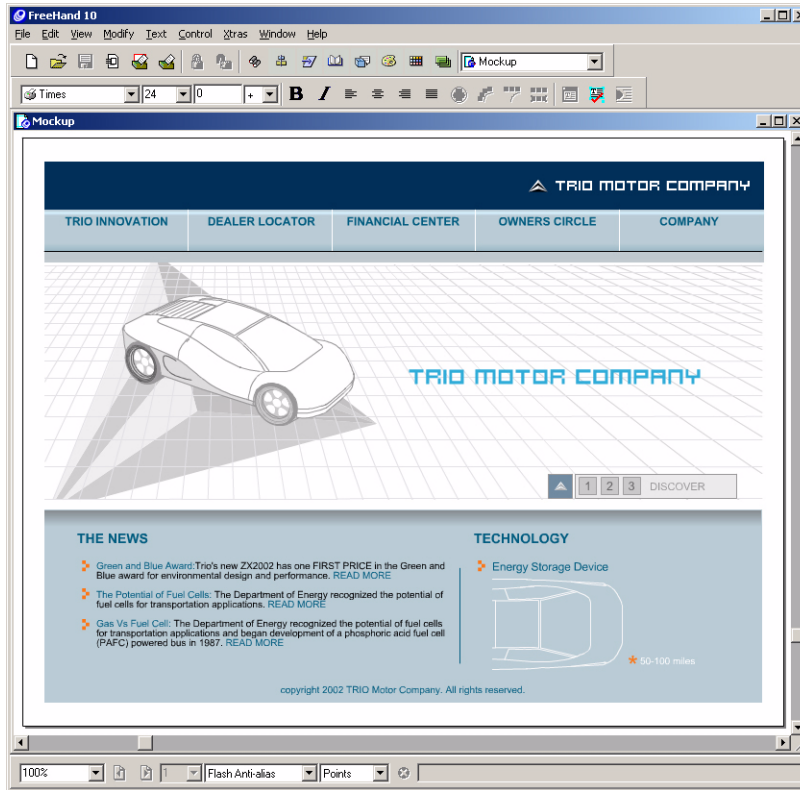 FreeHand 10
File Edit View Modify Text Control Xtras Window Help
Mockup
Times 24 0 + B I
Mockup
TRIO MOTOR COMPANY
TRIO INNOVATION DEALER LOCATOR FINANCIAL CENTER OWNERS CIRCLE COMPANY
TRIO MOTOR COMPANY
1 2 3 DISCOVER
THE NEWS
Green and Blue Award:Trio's new ZX2002 has one FIRST PRICE in the Green and
Blue award for environmental design and performance. READ MORE
The Potential of Fuel Cells: The Department of Energy recognized the potential of
fuel cells for transportation applications. READ MORE
Gas Vs Fuel Cell: The Department of Energy recognized the potential of fuel cells
for transportation applications and began development of a phosphoric acid fuel cell
(PAFC) powered bus in 1987. READ MORE
TECHNOLOGY
Energy Storage Device
* 50-100 miles
copyright 2002 TRIO Motor Company. All rights reserved.
100% 1 Flash Anti-alias Points